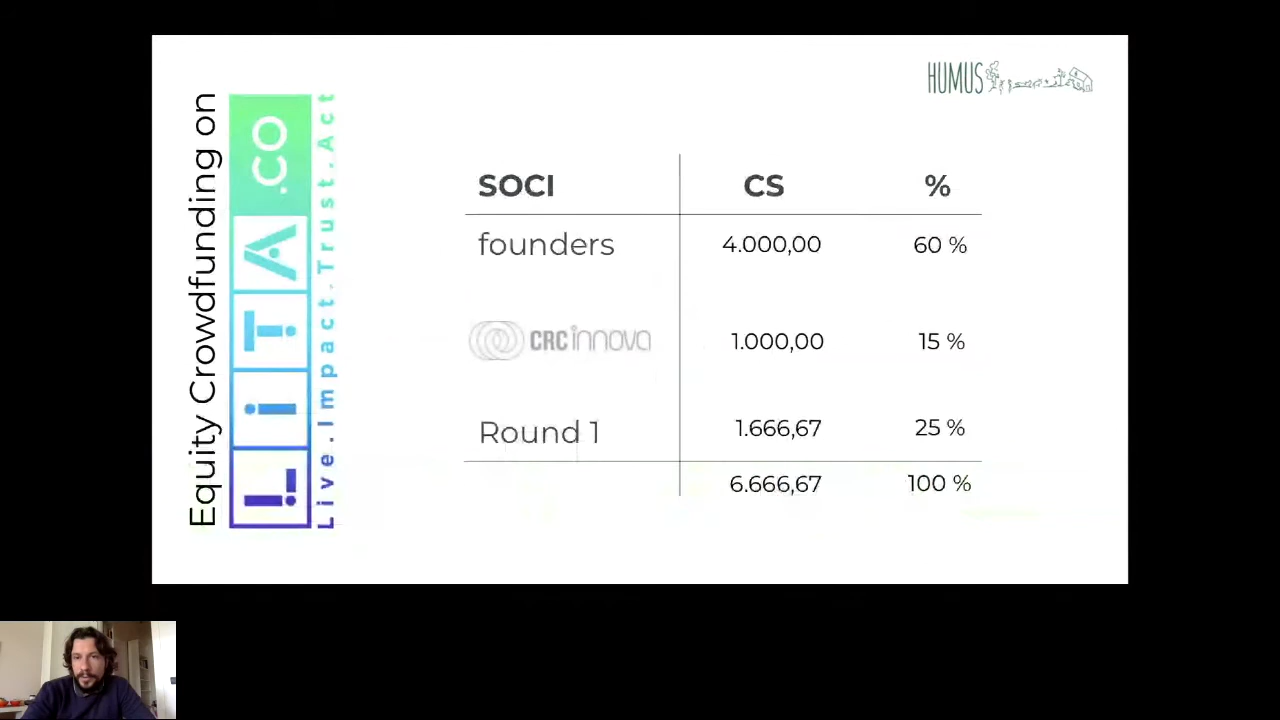 HUMUS
Equity Crowdfunding on
LiTA.CO
Live.Impact.Trust.Act
SOCI CS %
founders 4.000,00 60 %
CRCinnova 1.000,00 15 %
Round 1 1.666,67 25 %
6.666,67 100 %